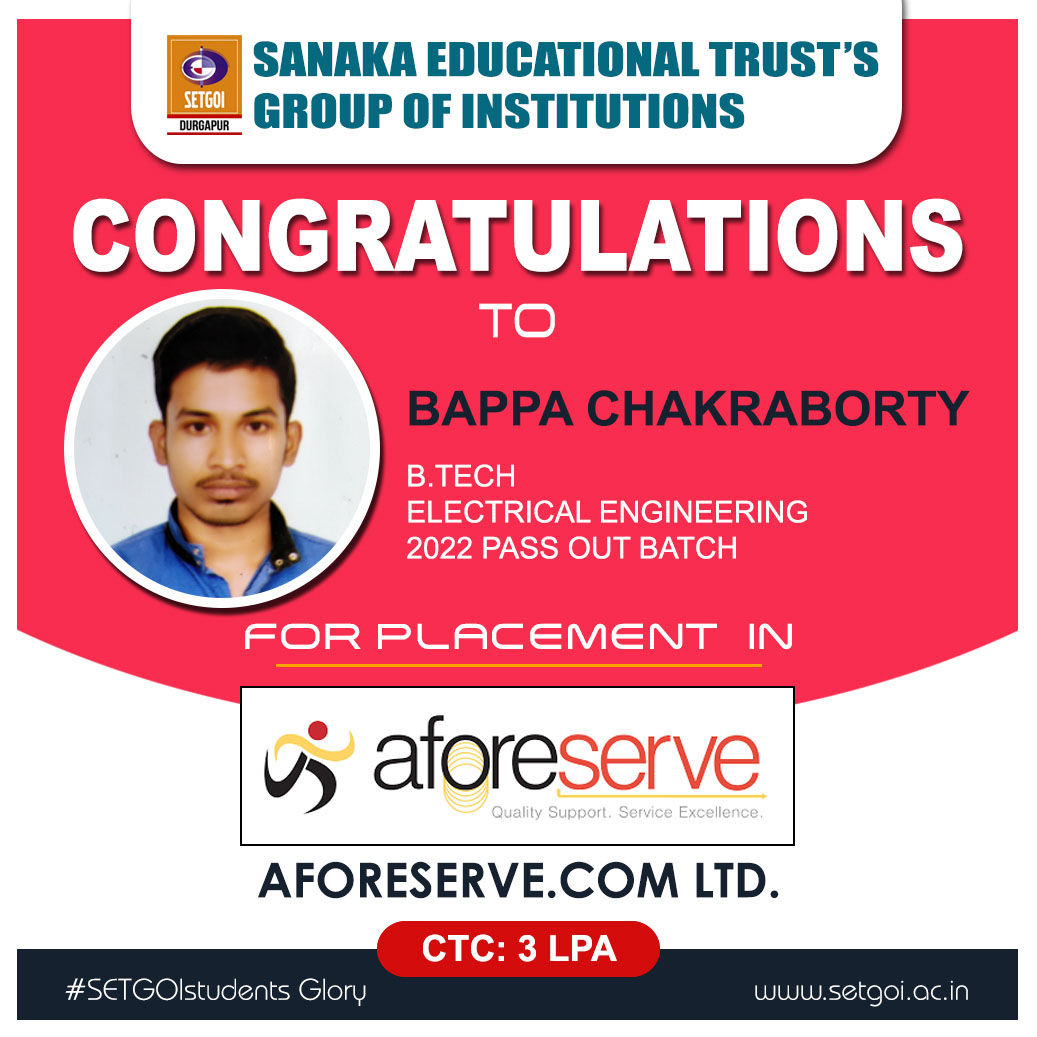 SETGOI
DURGAPUR
SANAKA EDUCATIONAL TRUST'S
GROUP OF INSTITUTIONS
CONGRATULATIONS
TO
BAPPA CHAKRABORTY
B.TECH
ELECTRICAL ENGINEERING
2022 PASS OUT BATCH
FOR PLACEMENT IN
aforeserve
Quality Support. Service Excellence.
AFORESERVE.COM LTD.
CTC: 3 LPA
#SETGOIstudents Glory
www.setgoi.ac.in